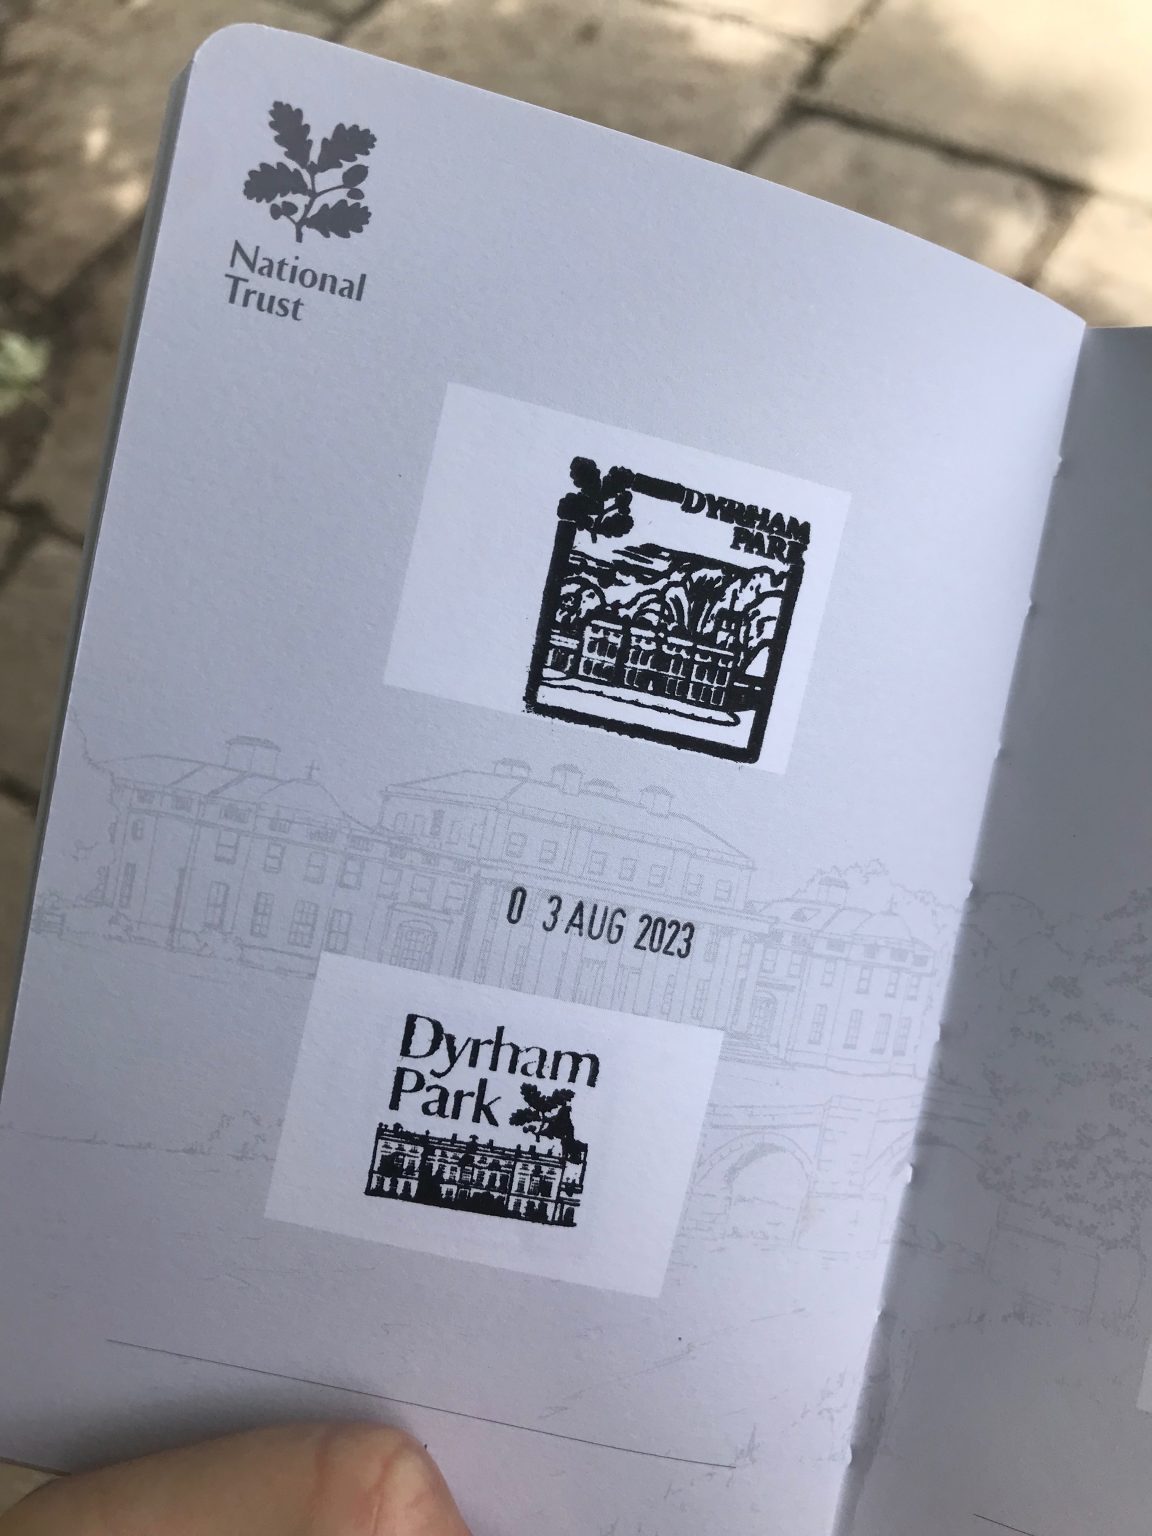 National
Trust
DYRHAM
PARK
0 3 AUG 2023
Dyrham
Park